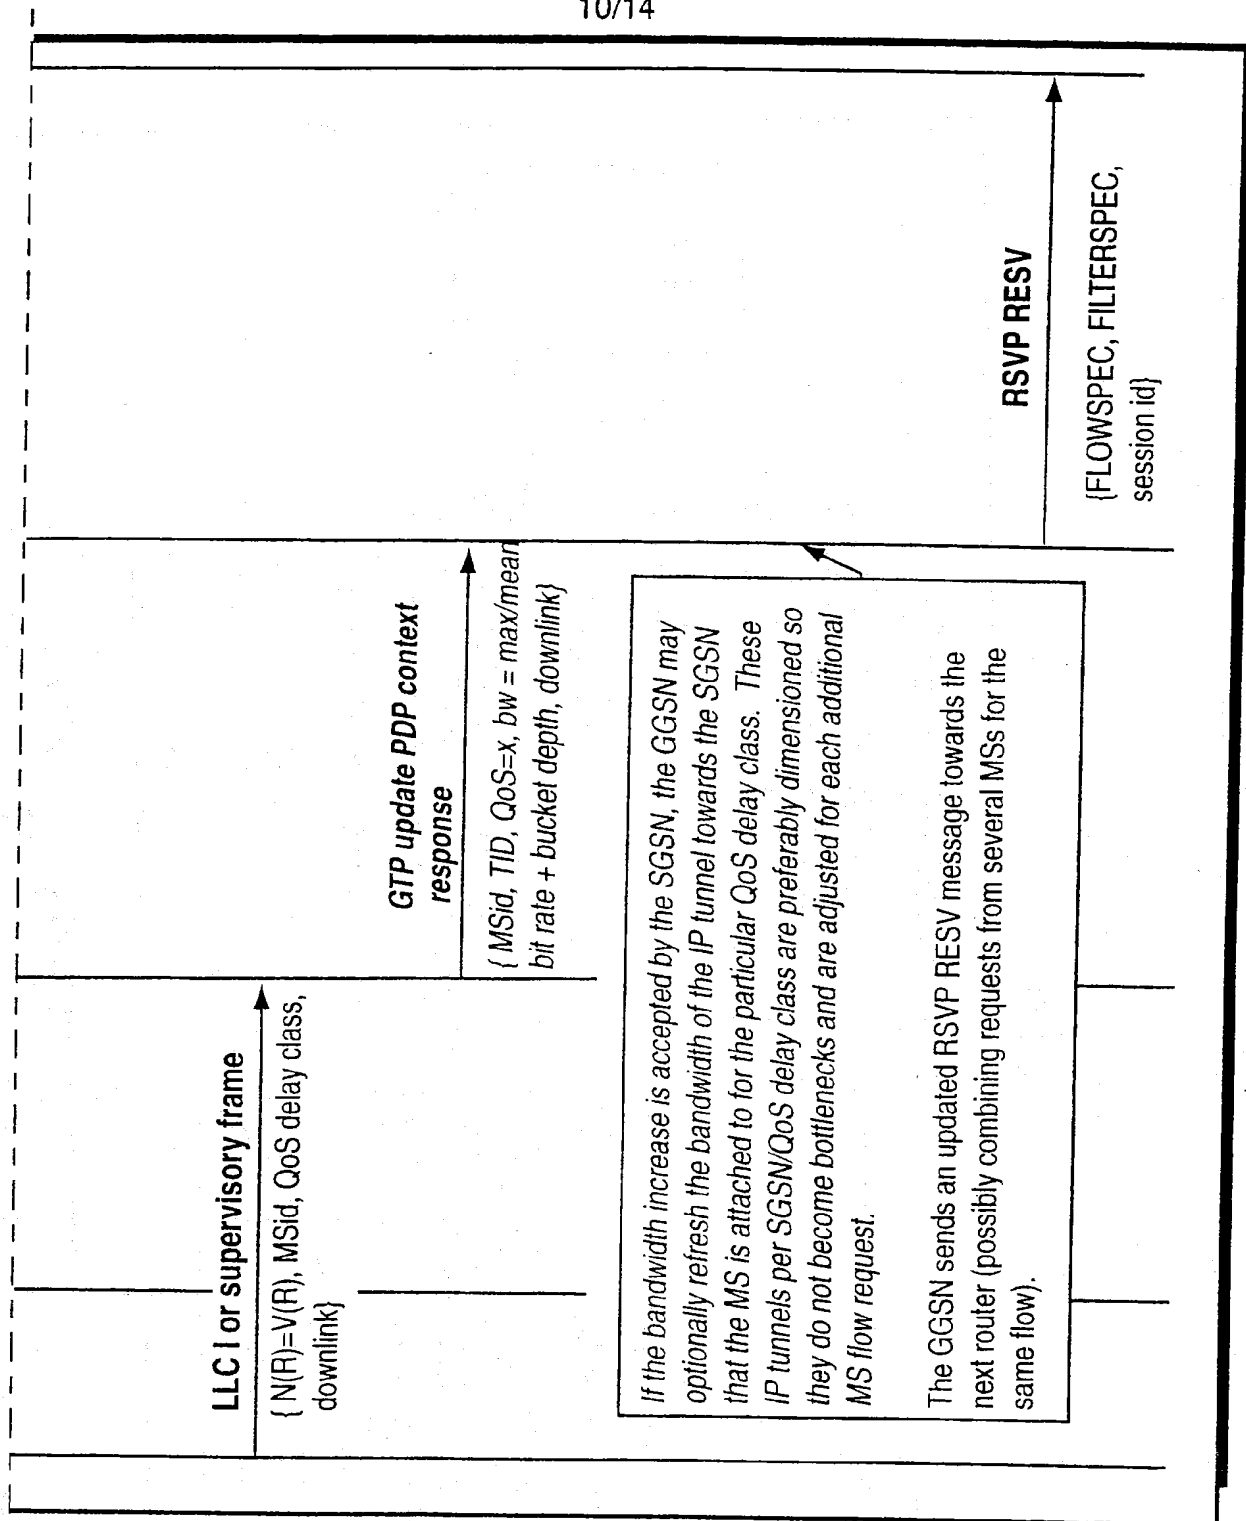 10/14
LLC I or supervisory frame
{ N(R)=V(R), MSid, QoS delay class,
downlink}
GTP update PDP context
response
{ MSid, TID, QoS=x, bw = max/mean
bit rate + bucket depth, downlink}
If the bandwidth increase is accepted by the SGSN, the GGSN may
optionally refresh the bandwidth of the IP tunnel towards the SGSN
that the MS is attached to for the particular QoS delay class. These
IP tunnels per SGSN/QoS delay class are preferably dimensioned so
they do not become bottlenecks and are adjusted for each additional
MS flow request.
The GGSN sends an updated RSVP RESV message towards the
next router (possibly combining requests from several MSs for the
same flow).
RSVP RESV
{FLOWSPEC, FILTERSPEC,
session id}